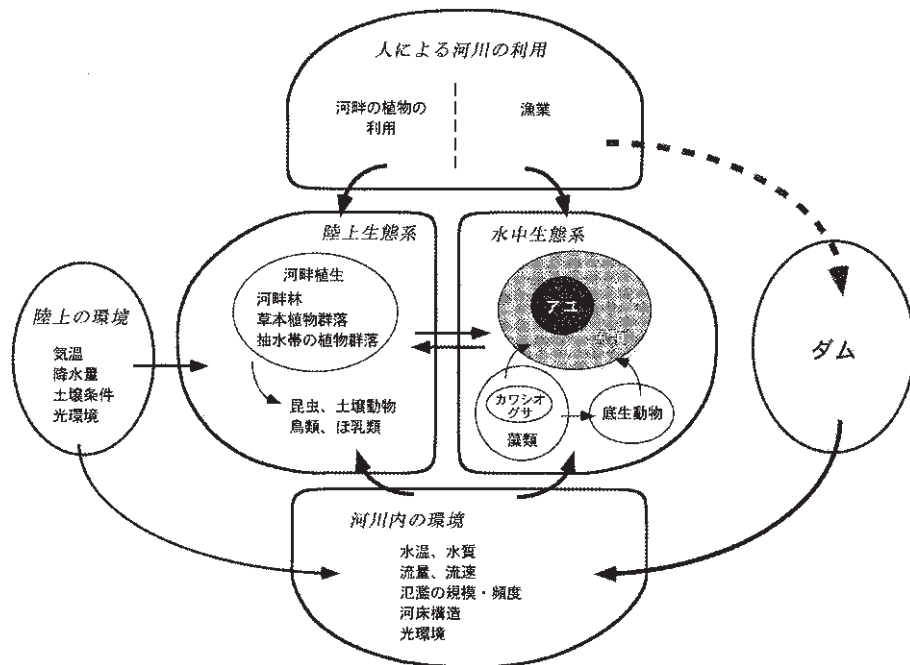 人による河川の利用
河畔の植物の
利用
漁業
陸上生態系
河畔植生
河畔林
草本植物群落
抽水帯の植物群落
昆虫、土壌動物
鳥類、ほ乳類
水中生態系
アユ
カワシオ
グサ
藻類
底生動物
陸上の環境
気温
降水量
土壌条件
光環境
ダム
河川内の環境
水温、水質
流量、流速
氾濫の規模・頻度
河床構造
光環境